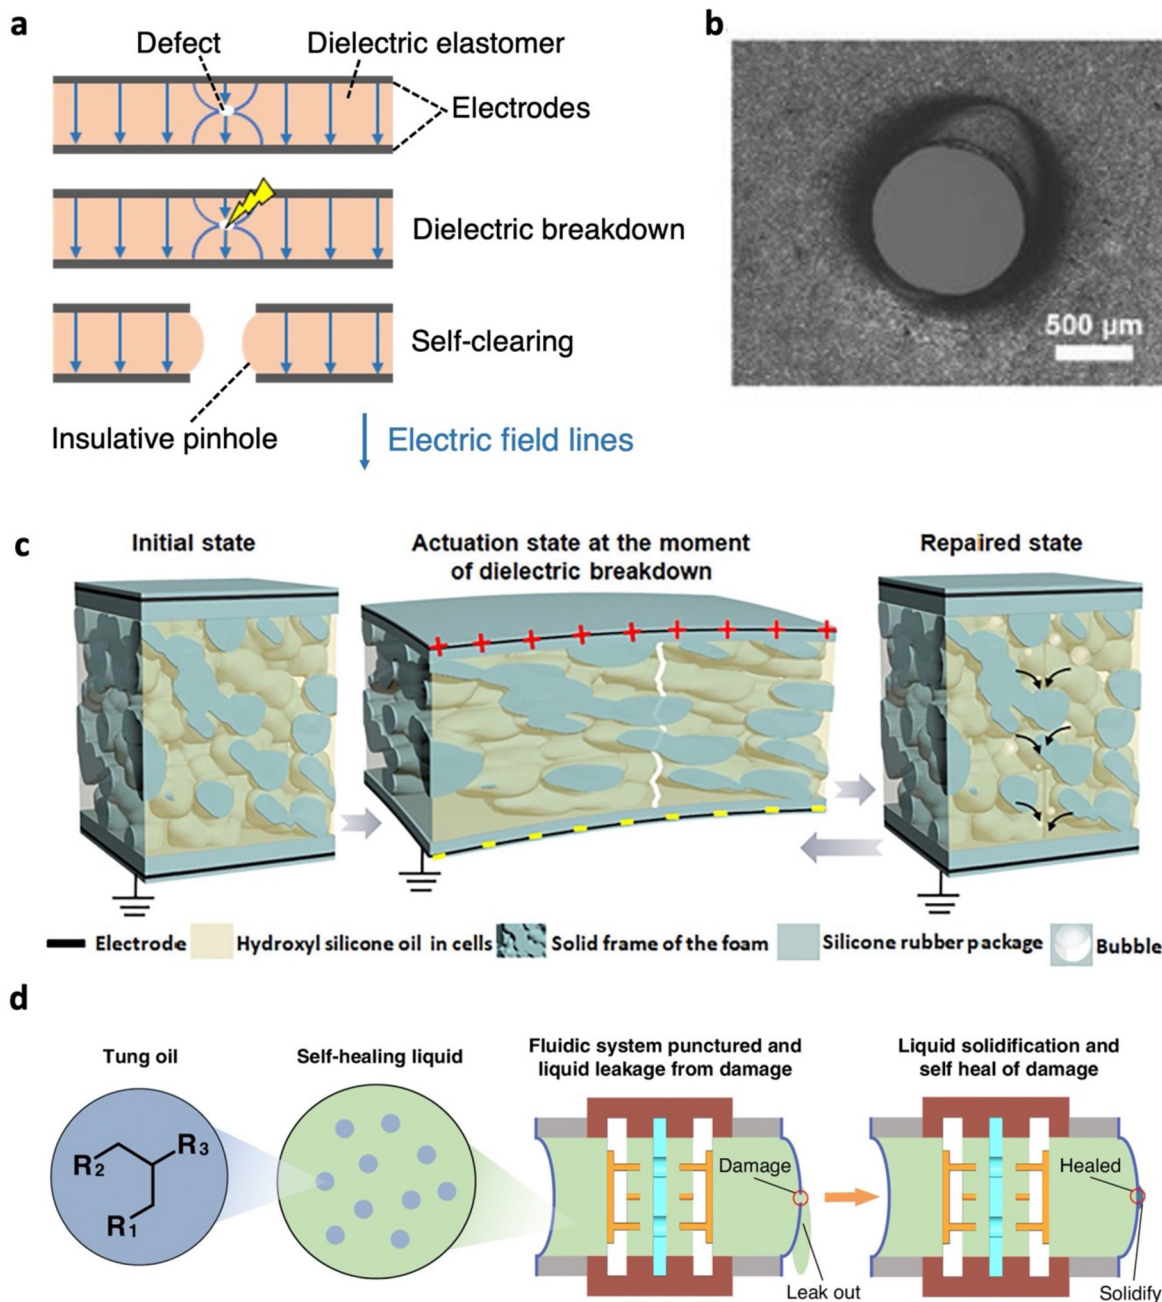 a
Defect
Dielectric elastomer
Electrodes
Dielectric breakdown
Self-clearing
Insulative pinhole
Electric field lines
b
500 µm
c
Initial state
Actuation state at the moment
of dielectric breakdown
Repaired state
Electrode
Hydroxyl silicone oil in cells
Solid frame of the foam
Silicone rubber package
Bubble
d
Tung oil
R2
R3
R1
Self-healing liquid
Fluidic system punctured and
liquid leakage from damage
Damage
Leak out
Liquid solidification and
self heal of damage
Healed
Solidify